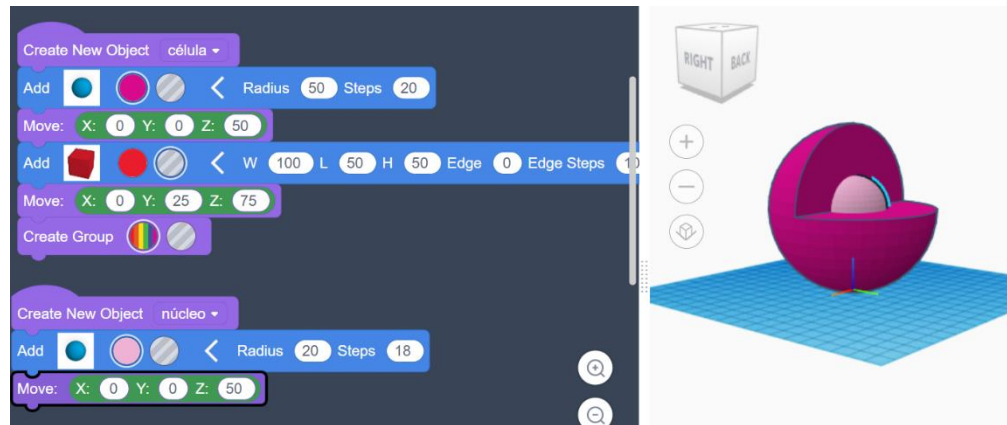 Create New Object célula
Add Radius 50 Steps 20
Move: X: 0 Y: 0 Z: 50
Add W 100 L 50 H 50 Edge 0 Edge Steps 10
Move: X: 0 Y: 25 Z: 75
Create Group
Create New Object núcleo
Add Radius 20 Steps 18
Move: X: 0 Y: 0 Z: 50
RIGHT BACK